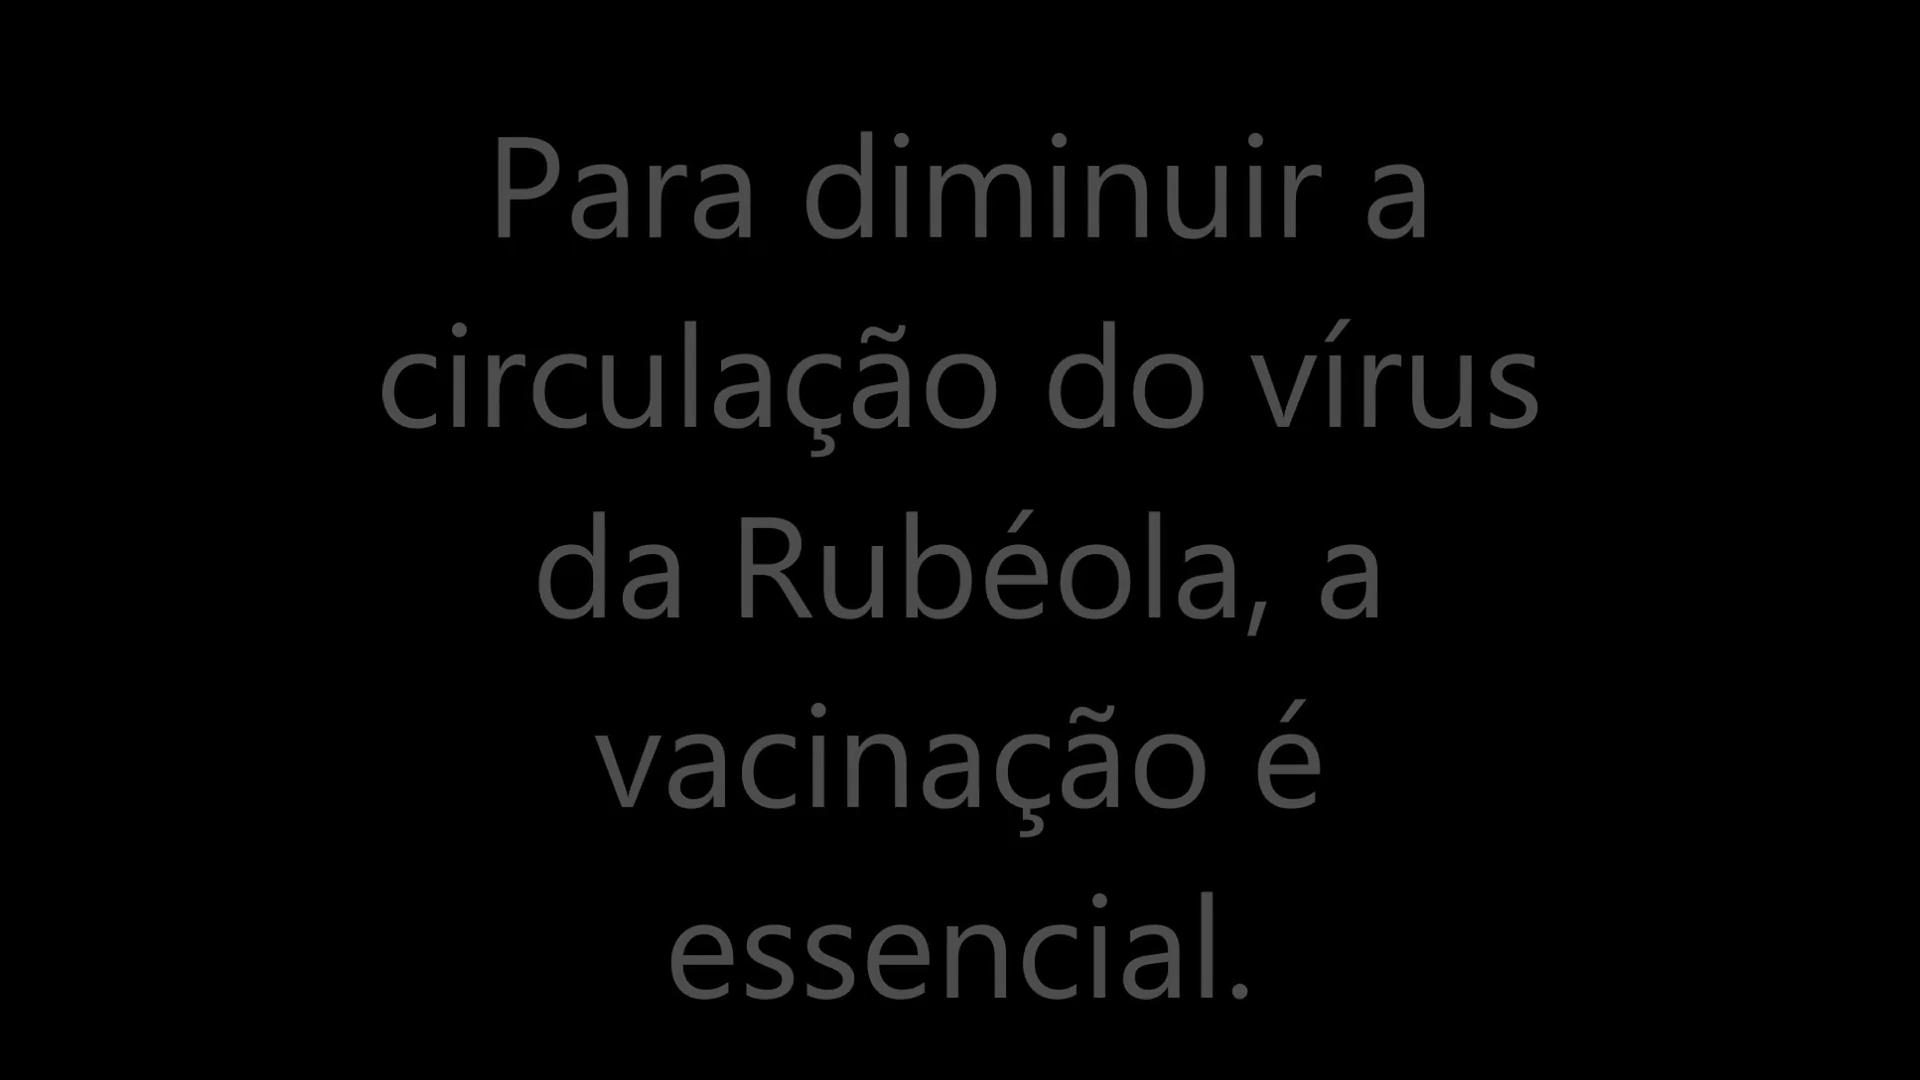 Para diminuir a
circulação do vírus
da Rubéola, a
vacinação é
essencial.